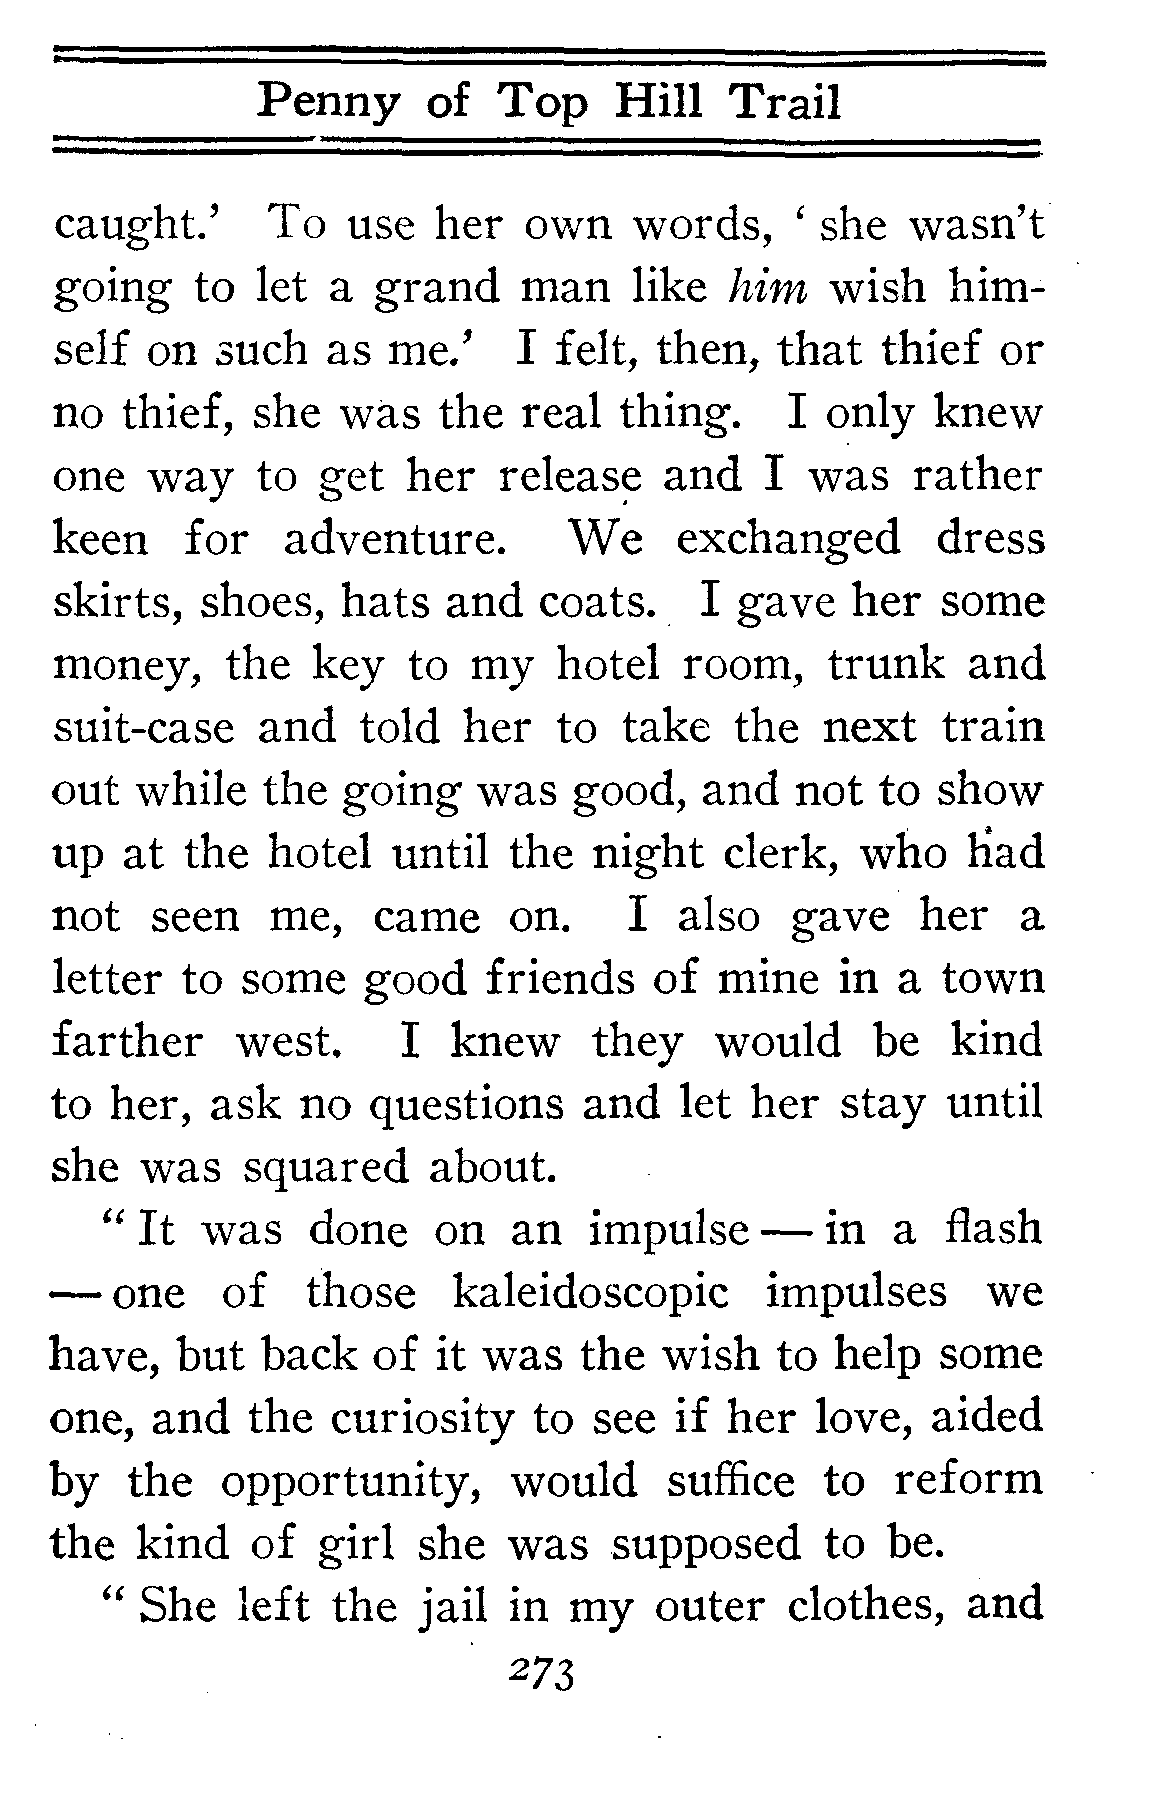 Penny of Top Hill Trail
caught.' To use her own words, ' she wasn't
going to let a grand man like him wish him-
self on such as me.' I felt, then, that thief or
no thief, she was the real thing. I only knew
one way to get her release and I was rather
keen for adventure. We exchanged dress
skirts, shoes, hats and coats. I gave her some
money, the key to my hotel room, trunk and
suit-case and told her to take the next train
out while the going was good, and not to show
up at the hotel until the night clerk, who had
not seen me, came on. I also gave her a
letter to some good friends of mine in a town
farther west. I knew they would be kind
to her, ask no questions and let her stay until
she was squared about.
" It was done on an impulse — in a flash
— one of those kaleidoscopic impulses we
have, but back of it was the wish to help some
one, and the curiosity to see if her love, aided
by the opportunity, would suffice to reform
the kind of girl she was supposed to be.
" She left the jail in my outer clothes, and
273